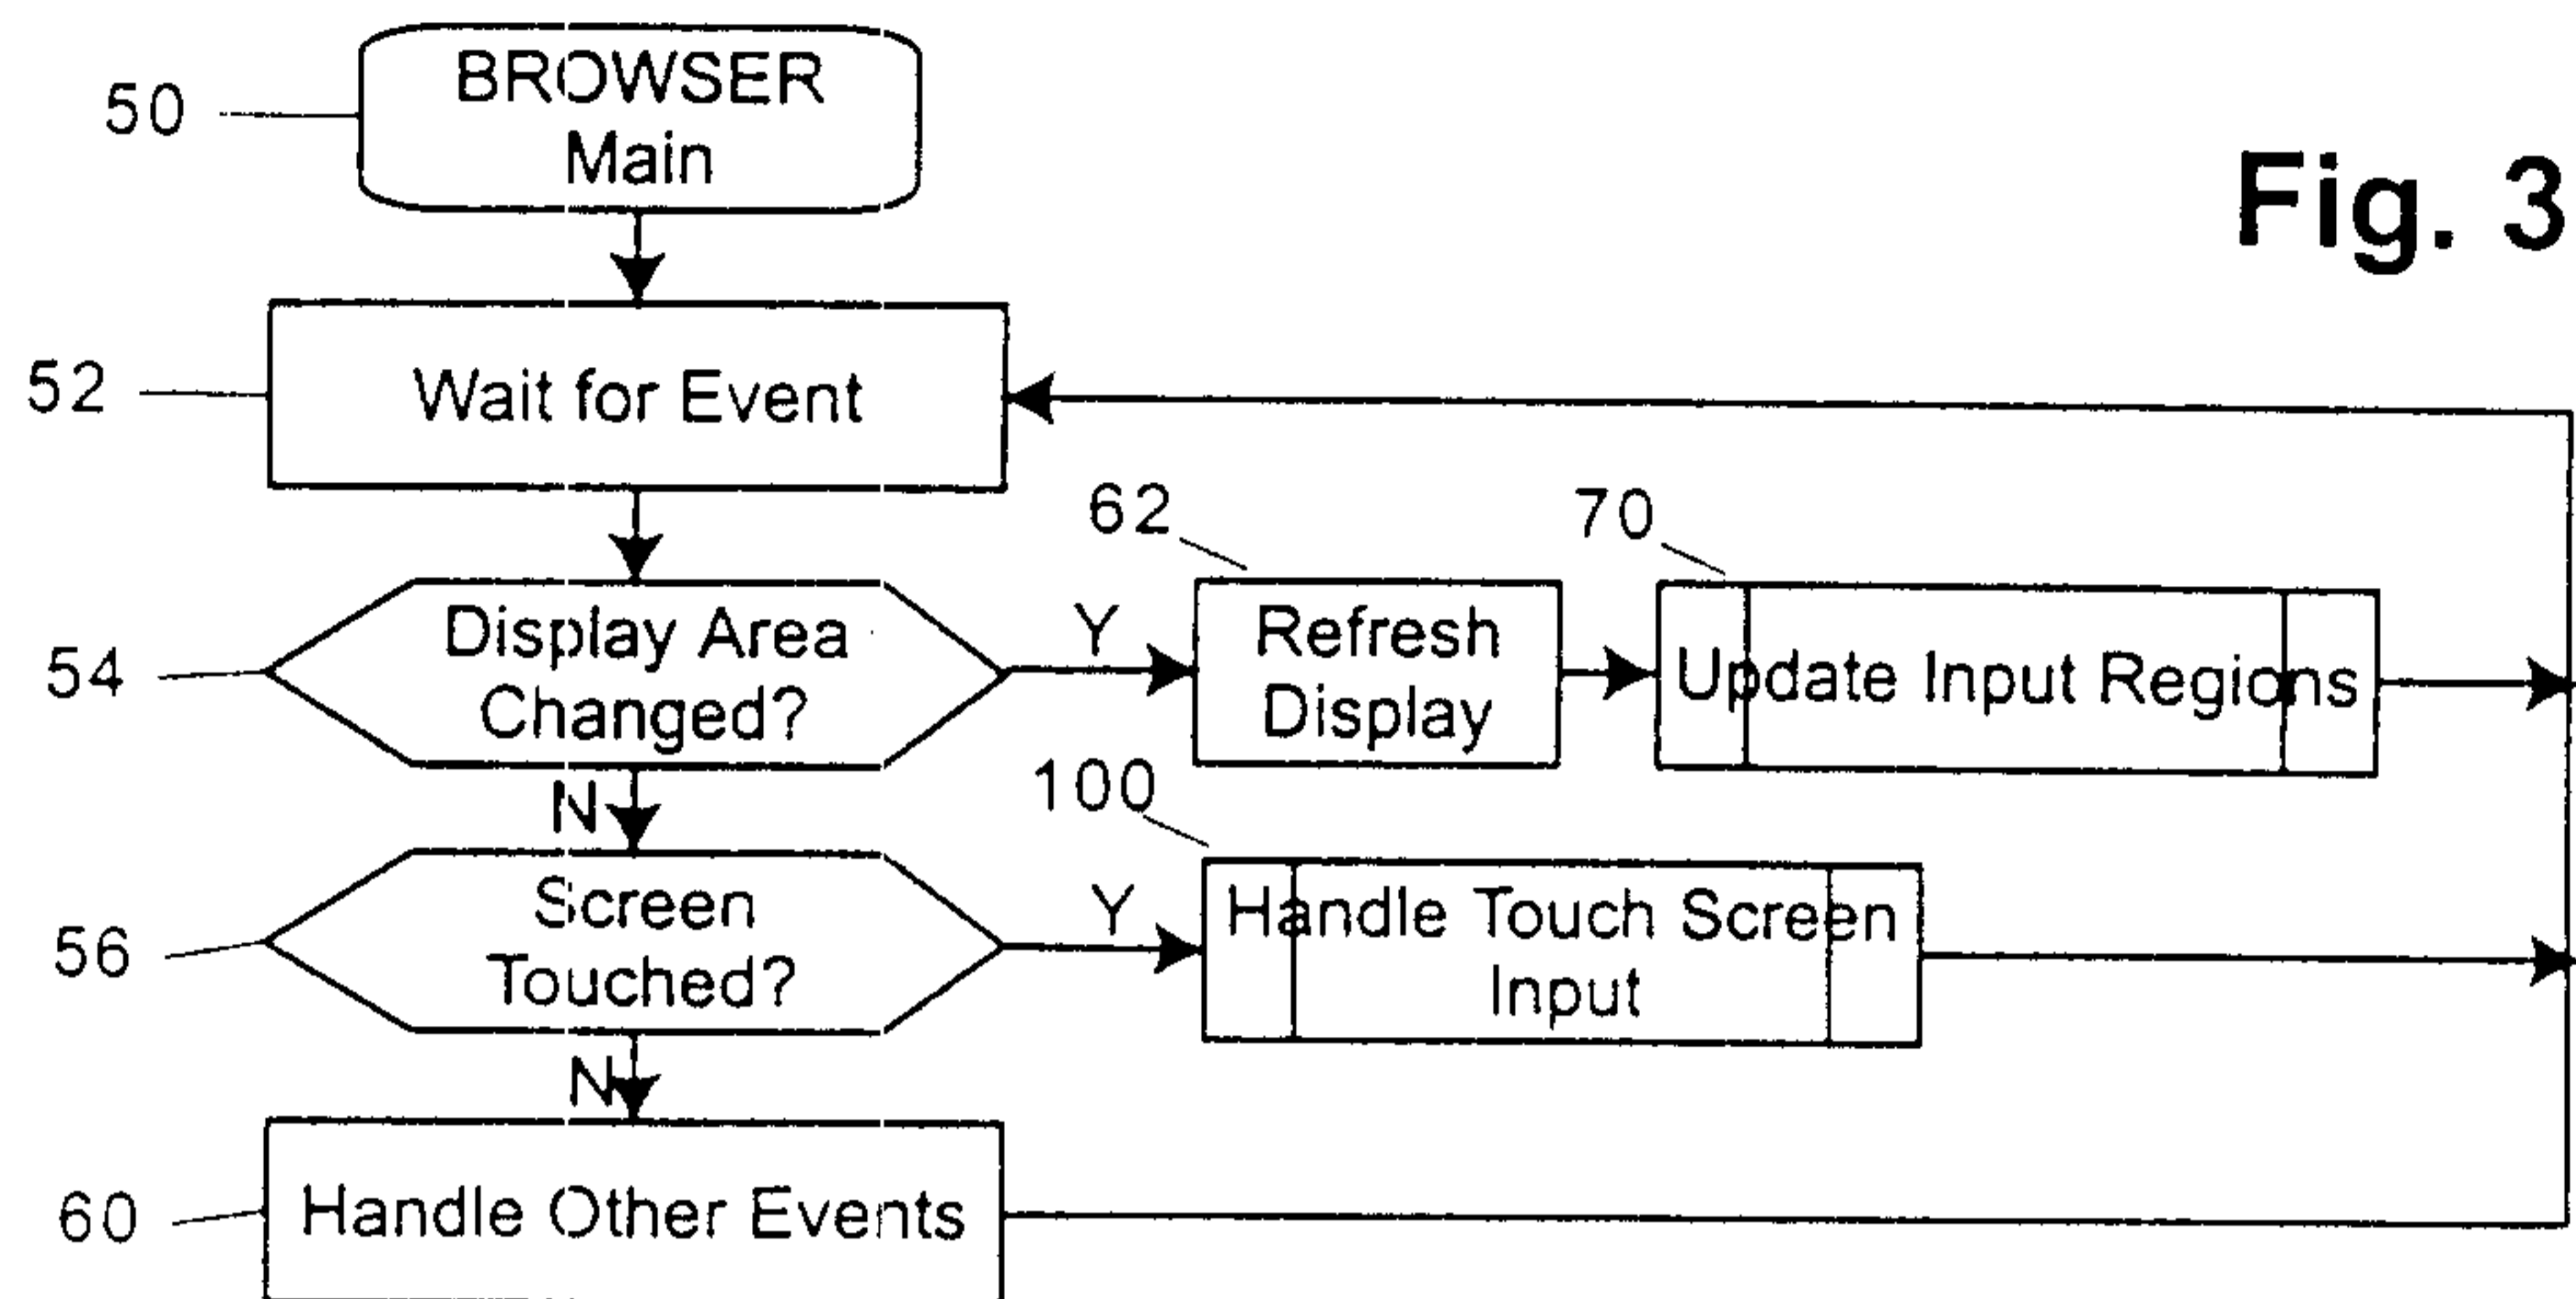 50
BROWSER
Main
Fig. 3
52
Wait for Event
62
70
54
Display Area
Changed?
Y
Refresh
Display
Update Input Regions
N
100
56
Screen
Touched?
Y
Handle Touch Screen
Input
N
60
Handle Other Events